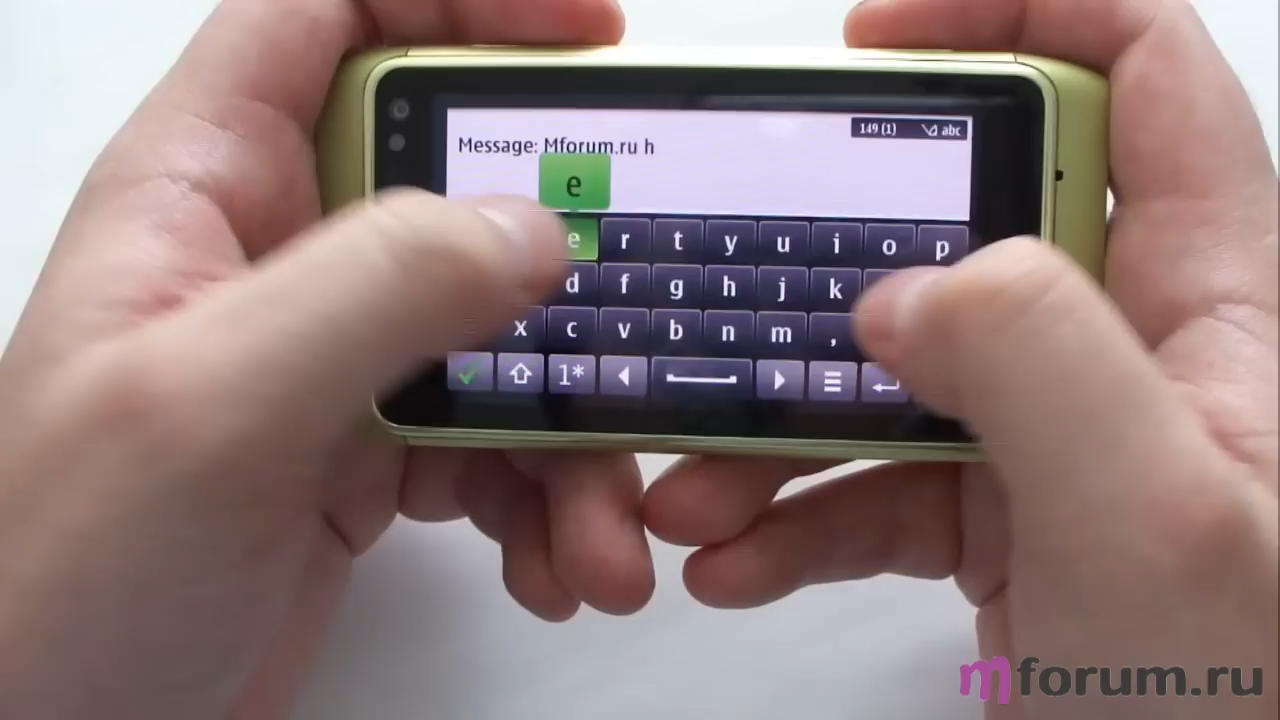 149 (1) abc
Message: Mforum.ru h
e
e r t y u i o p
d f g h j k
x c v b n m ,
1*
mforum.ru